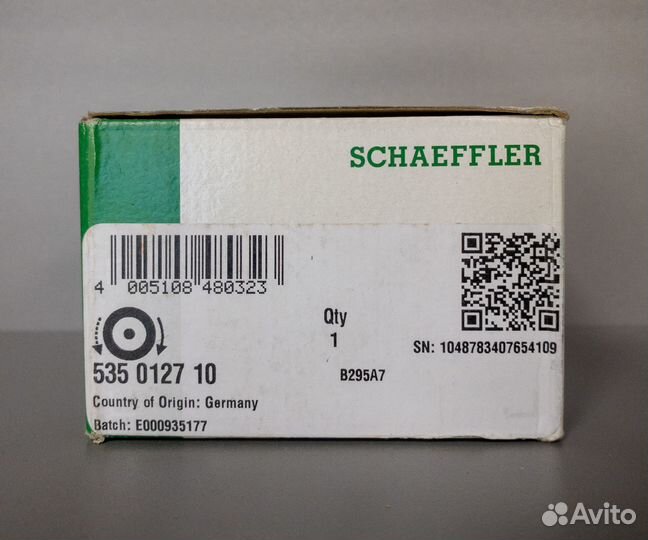 SCHAEFFLER
4 005108 480323
Qty
1
SN: 1048783407654109
535 0127 10
B295A7
Country of Origin: Germany
Batch: E000935177
Avito